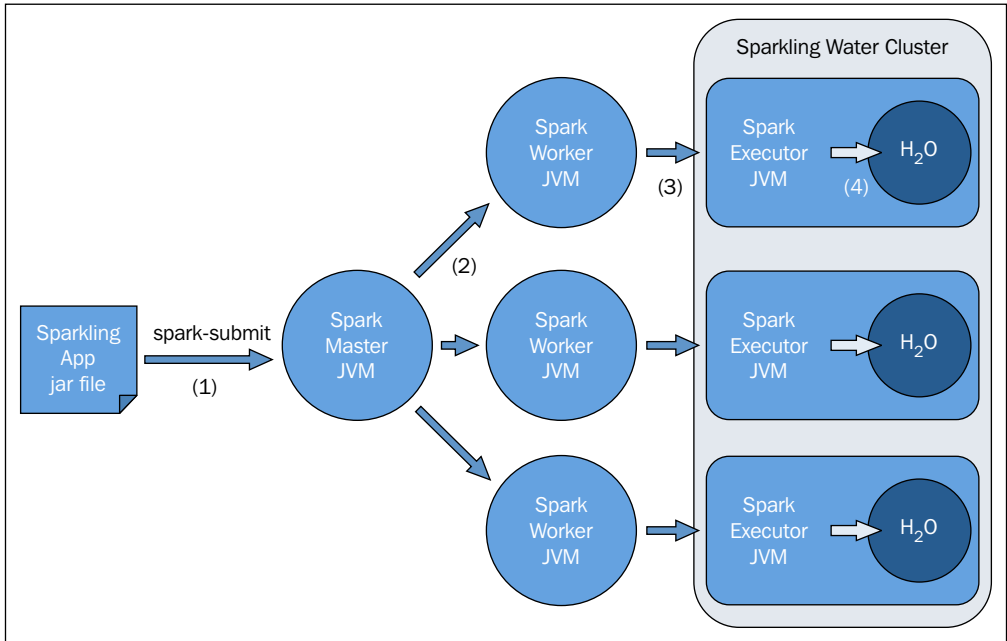 Sparkling Water Cluster
Spark
Worker
JVM
(3)
Spark
Executor
JVM
(4)
H₂O
(2)
Sparkling
App
jar file
spark-submit
(1)
Spark
Master
JVM
Spark
Worker
JVM
Spark
Executor
JVM
H₂O
Spark
Worker
JVM
Spark
Executor
JVM
H₂O